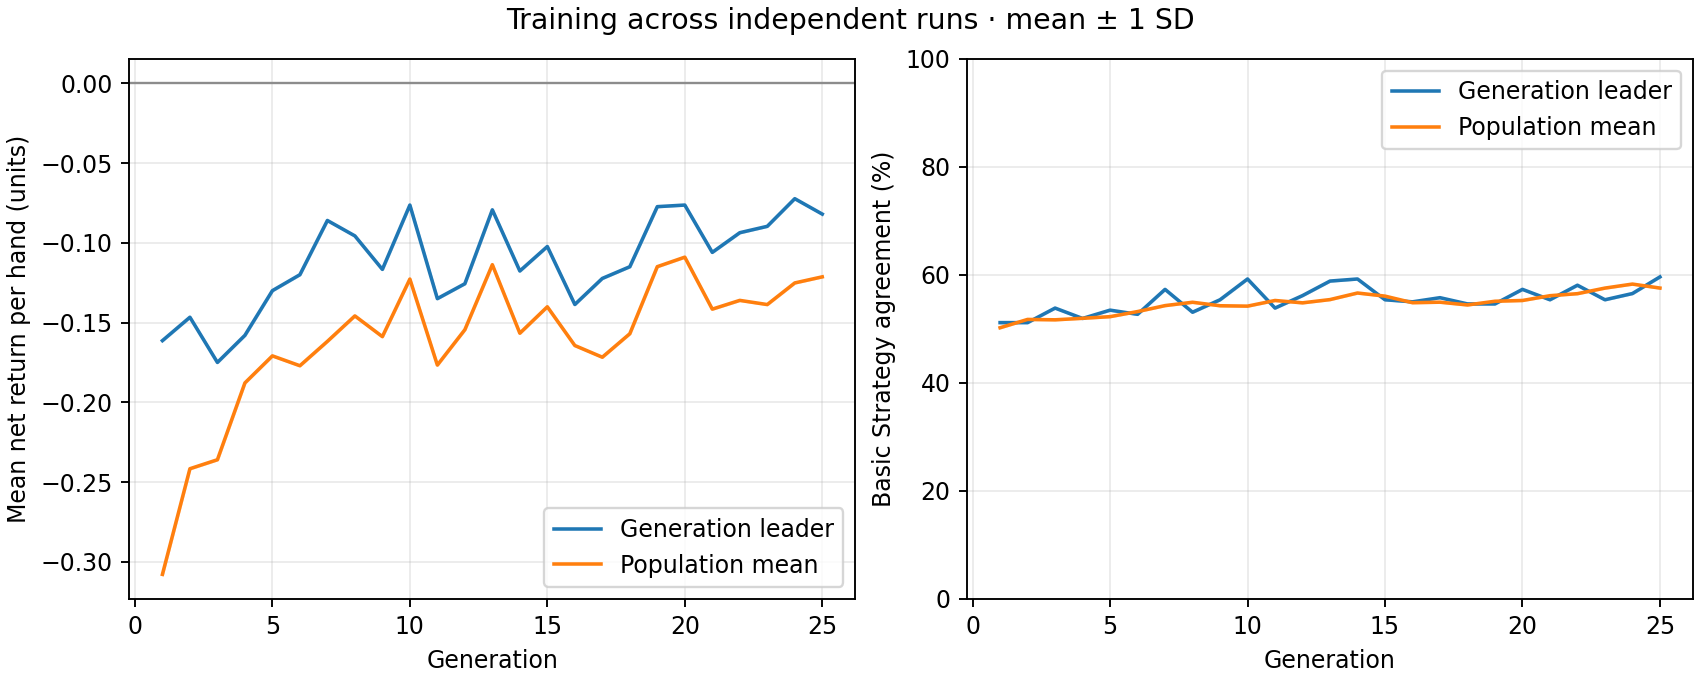 Training across independent runs · mean ± 1 SD
Mean net return per hand (units)
0.00
−0.05
−0.10
−0.15
−0.20
−0.25
−0.30
0 5 10 15 20 25
Generation
Generation leader
Population mean
Basic Strategy agreement (%)
100
80
60
40
20
0
0 5 10 15 20 25
Generation
Generation leader
Population mean